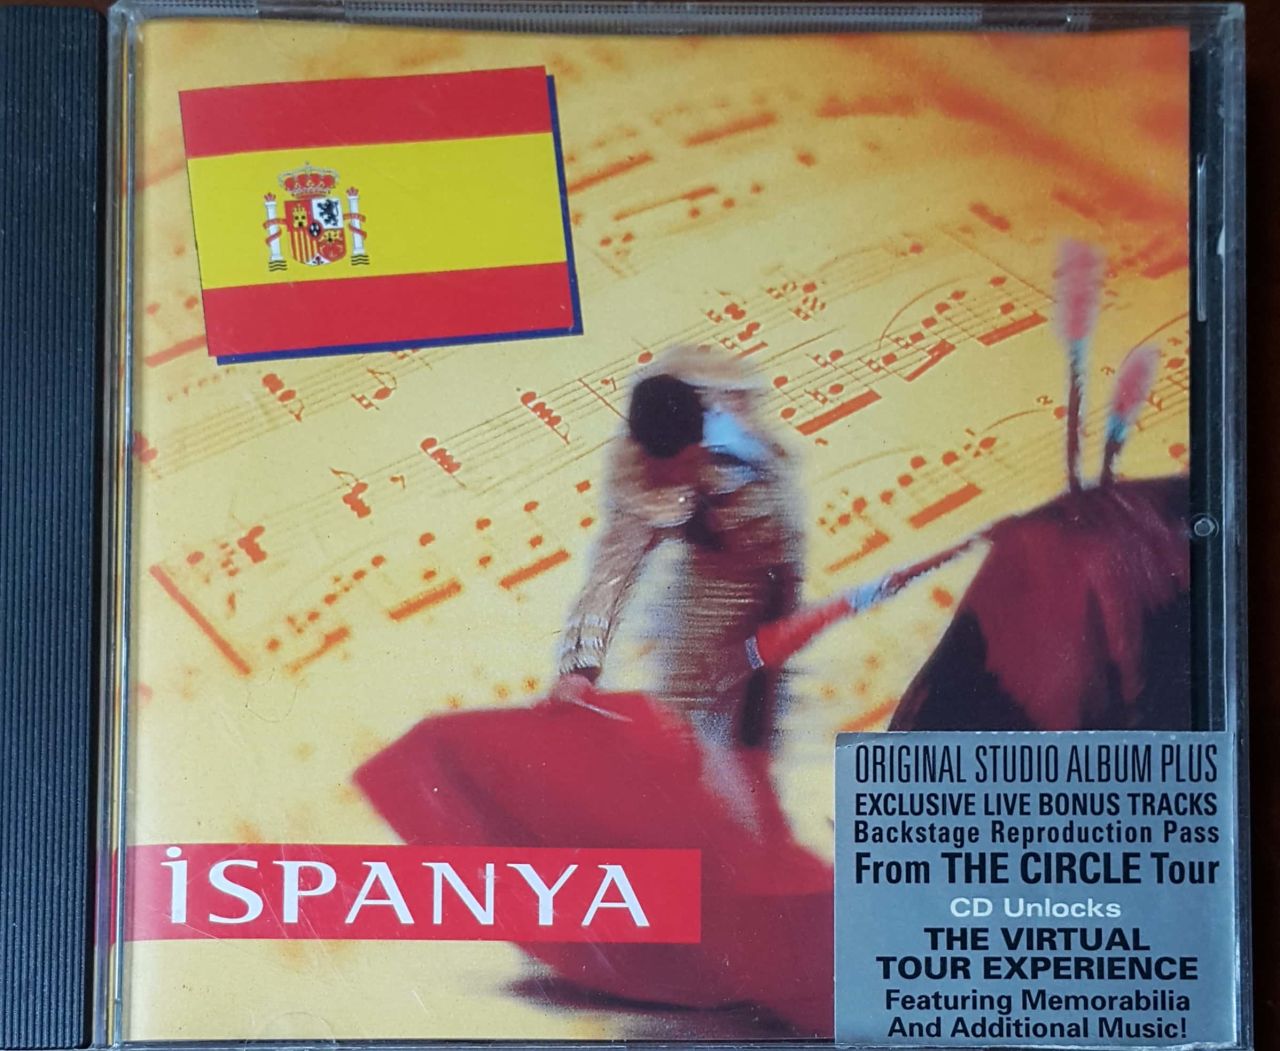 iSPANYA
ORIGINAL STUDIO ALBUM PLUS
EXCLUSIVE LIVE BONUS TRACKS
Backstage Reproduction Pass
From THE CIRCLE Tour
CD Unlocks
THE VIRTUAL
TOUR EXPERIENCE
Featuring Memorabilia
And Additional Music!